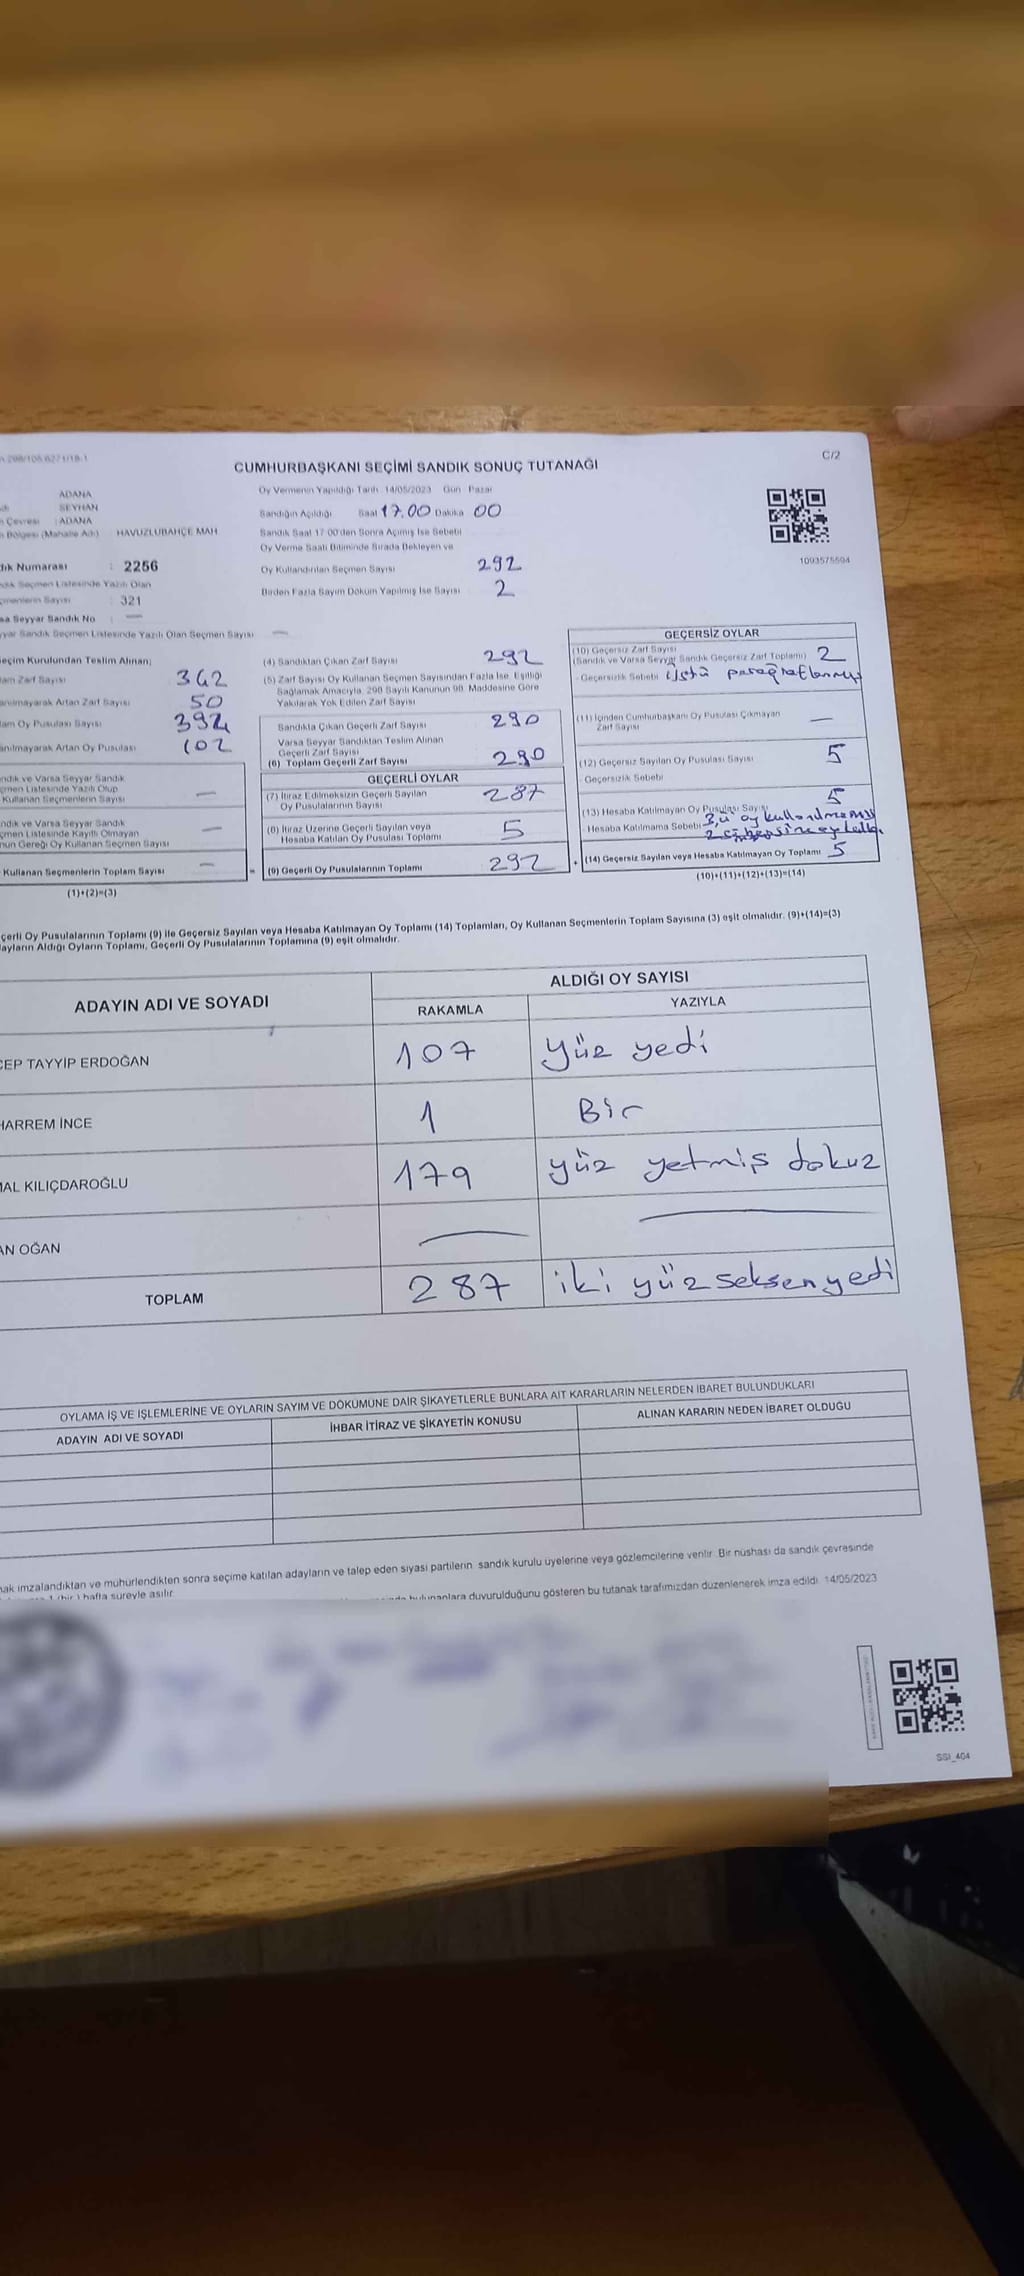 CUMHURBAŞKANI SEÇİMİ SANDIK SONUÇ TUTANAĞI
C/2
ADANA
SEYHAN
n Çevresi : ADANA
n Bölgesi (Mahalle Adı) HAVUZLUBAHÇE MAH
dık Numarası : 2256
dık Seçmen Listesinde Yazılı Olan
çmenlerin Sayısı : 321
sa Seyyar Sandık No : —
yyar Sandık Seçmen Listesinde Yazılı Olan Seçmen Sayısı —
Oy Vermenin Yapıldığı Tarih 14/05/2023 Gün Pazar
Sandığın Açıldığı Saat 17.00 Dakika 00
Sandık Saat 17 00'den Sonra Açımış İse Sebebi
Oy Verme Saati Bitiminde Sırada Bekleyen ve
Oy Kullandırılan Seçmen Sayısı 292
Birden Fazla Sayım Döküm Yapılmış İse Sayısı 2
1093575594
eçim Kurulundan Teslim Alınan;
lam Zarf Sayısı 342
anılmayarak Artan Zarf Sayısı 50
lam Oy Pusulası Sayısı 394
anılmayarak Artan Oy Pusulası 102
ndık ve Varsa Seyyar Sandık
çmen Listesinde Yazılı Olup
Kullanan Seçmenlerin Sayısı —
ndık ve Varsa Seyyar Sandık
çmen Listesinde Kayıtlı Olmayan
nun Gereği Oy Kullanan Seçmen Sayısı —
Kullanan Seçmenlerin Toplam Sayısı —
(1)+(2)=(3)
(4) Sandıktan Çıkan Zarf Sayısı 292
(5) Zarf Sayısı Oy Kullanan Seçmen Sayısından Fazla İse, Eşitliği
Sağlamak Amacıyla, 298 Sayılı Kanunun 98. Maddesine Göre
Yakılarak Yok Edilen Zarf Sayısı
Sandıkta Çıkan Geçerli Zarf Sayısı 290
Varsa Seyyar Sandıktan Teslim Alınan
Geçerli Zarf Sayısı
(6) Toplam Geçerli Zarf Sayısı 290
GEÇERLİ OYLAR
(7) İtiraz Edilmeksizin Geçerli Sayılan
Oy Pusulalarının Sayısı 287
(8) İtiraz Üzerine Geçerli Sayılan veya
Hesaba Katılan Oy Pusulası Toplamı 5
= (9) Geçerli Oy Pusulalarının Toplamı 292 +
GEÇERSİZ OYLAR
(10) Geçersiz Zarf Sayısı
(Sandık ve Varsa Seyyar Sandık Geçersiz Zarf Toplamı) 2
- Geçersizlik Sebebi üstü paragraflanmış
(11) İçinden Cumhurbaşkanı Oy Pusulası Çıkmayan
Zarf Sayısı —
(12) Geçersiz Sayılan Oy Pusulası Sayısı 5
- Geçersizlik Sebebi
(13) Hesaba Katılmayan Oy Pusulası Sayısı 5
- Hesaba Katılmama Sebebi 3,ü oy kullanılmamış
(14) Geçersiz Sayılan veya Hesaba Katılmayan Oy Toplamı 5
(10)+(11)+(12)+(13)=(14)
çerli Oy Pusulalarının Toplamı (9) ile Geçersiz Sayılan veya Hesaba Katılmayan Oy Toplamı (14) Toplamları, Oy Kullanan Seçmenlerin Toplam Sayısına (3) eşit olmalıdır. (9)+(14)=(3)
ayların Aldığı Oyların Toplamı, Geçerli Oy Pusulalarının Toplamına (9) eşit olmalıdır.
ADAYIN ADI VE SOYADI
ALDIĞI OY SAYISI
RAKAMLA YAZIYLA
CEP TAYYİP ERDOĞAN 107 yüz yedi
HARREM İNCE 1 Bir
MAL KILIÇDAROĞLU 179 yüz yetmiş dokuz
AN OĞAN — —
TOPLAM 287 iki yüz seksen yedi
OYLAMA İŞ VE İŞLEMLERİNE VE OYLARIN SAYIM VE DÖKÜMÜNE DAİR ŞİKAYETLERLE BUNLARA AİT KARARLARIN NELERDEN İBARET BULUNDUKLARI
ADAYIN ADI VE SOYADI İHBAR İTİRAZ VE ŞİKAYETİN KONUSU ALINAN KARARIN NEDEN İBARET OLDUĞU
nak imzalandıktan ve mühürlendikten sonra seçime katılan adayların ve talep eden siyasi partilerin sandık kurulu üyelerine veya gözlemcilerine verilir. Bir nüshası da sandık çevresinde
1 (bir) hafta süreyle asılır.
bulunanlara duyurulduğunu gösteren bu tutanak tarafımızdan düzenlenerek imza edildi. 14/05/2023
SSI_404